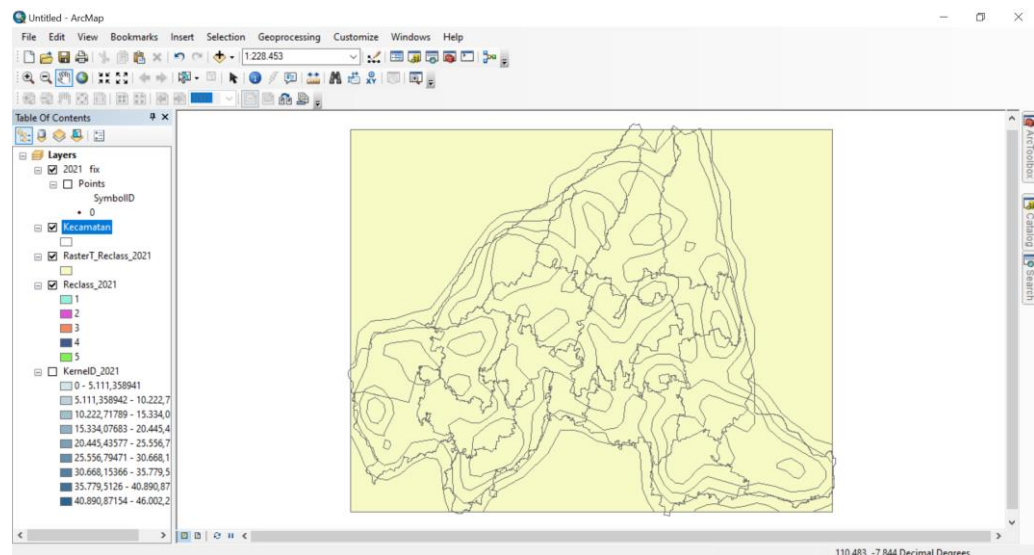 Untitled - ArcMap
File Edit View Bookmarks Insert Selection Geoprocessing Customize Windows Help
1:228.453
Table Of Contents
Layers
2021 fix
Points
SymbolID
0
Kecamatan
RasterT_Reclass_2021
Reclass_2021
1
2
3
4
5
KernelD_2021
0 - 5.111,358941
5.111,358942 - 10.222,7
10.222,71789 - 15.334,0
15.334,07683 - 20.445,4
20.445,43577 - 25.556,7
25.556,79471 - 30.668,1
30.668,15366 - 35.779,5
35.779,5126 - 40.890,87
40.890,87154 - 46.002,2
ArcToolbox
Catalog
Search
110,483 -7,844 Decimal Degrees